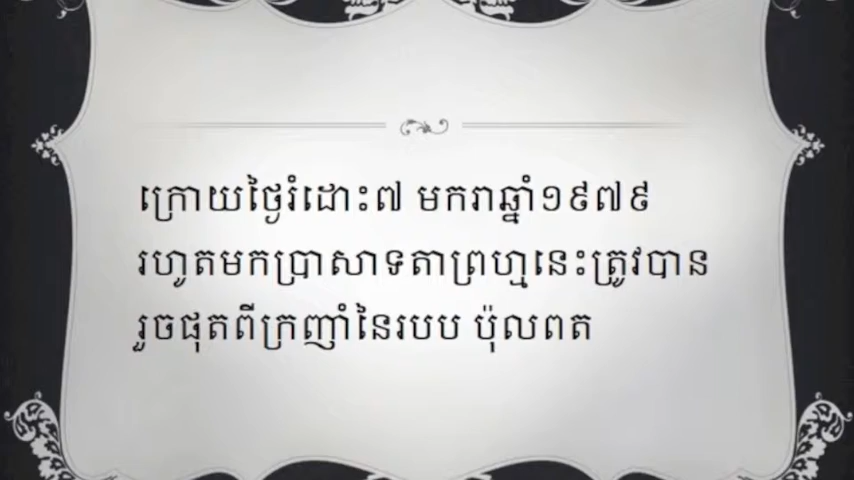 ក្រោយថ្ងៃរំដោះ៧ មករាឆ្នាំ១៩៧៩
រហូតមកប្រាសាទតាព្រហ្មនេះត្រូវបាន
រួចផុតពីក្រញាំនៃរបប ប៉ុលពត